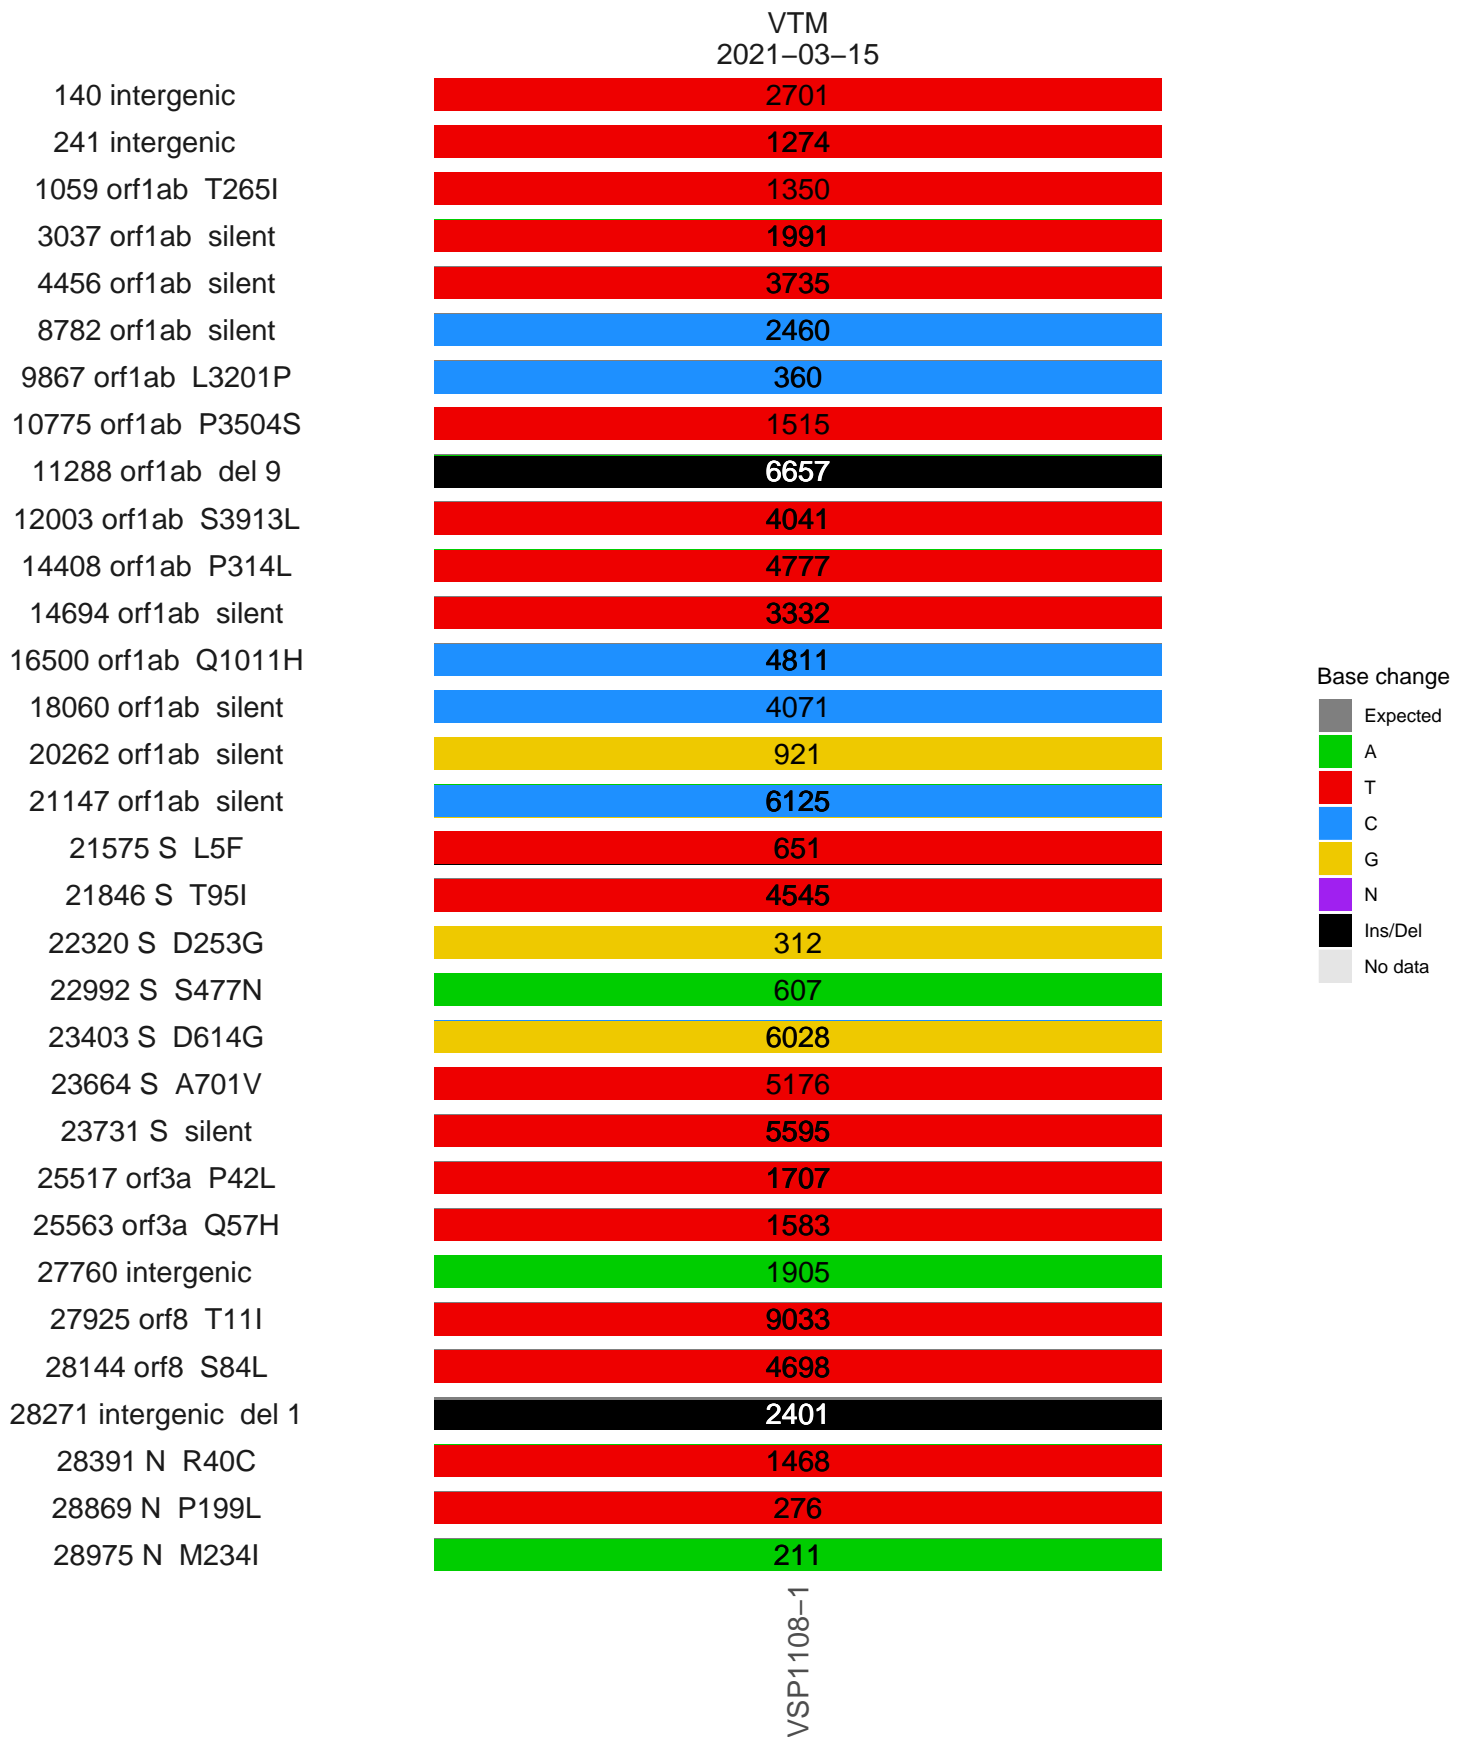 VTM
2021−03−15
140 intergenic 2701
241 intergenic 1274
1059 orf1ab T265I 1350
3037 orf1ab silent 1991
4456 orf1ab silent 3735
8782 orf1ab silent 2460
9867 orf1ab L3201P 360
10775 orf1ab P3504S 1515
11288 orf1ab del 9 6657
12003 orf1ab S3913L 4041
14408 orf1ab P314L 4777
14694 orf1ab silent 3332
16500 orf1ab Q1011H 4811
18060 orf1ab silent 4071
20262 orf1ab silent 921
21147 orf1ab silent 6125
21575 S L5F 651
21846 S T95I 4545
22320 S D253G 312
22992 S S477N 607
23403 S D614G 6028
23664 S A701V 5176
23731 S silent 5595
25517 orf3a P42L 1707
25563 orf3a Q57H 1583
27760 intergenic 1905
27925 orf8 T11I 9033
28144 orf8 S84L 4698
28271 intergenic del 1 2401
28391 N R40C 1468
28869 N P199L 276
28975 N M234I 211
VSP1108−1
Base change
Expected
A
T
C
G
N
Ins/Del
No data